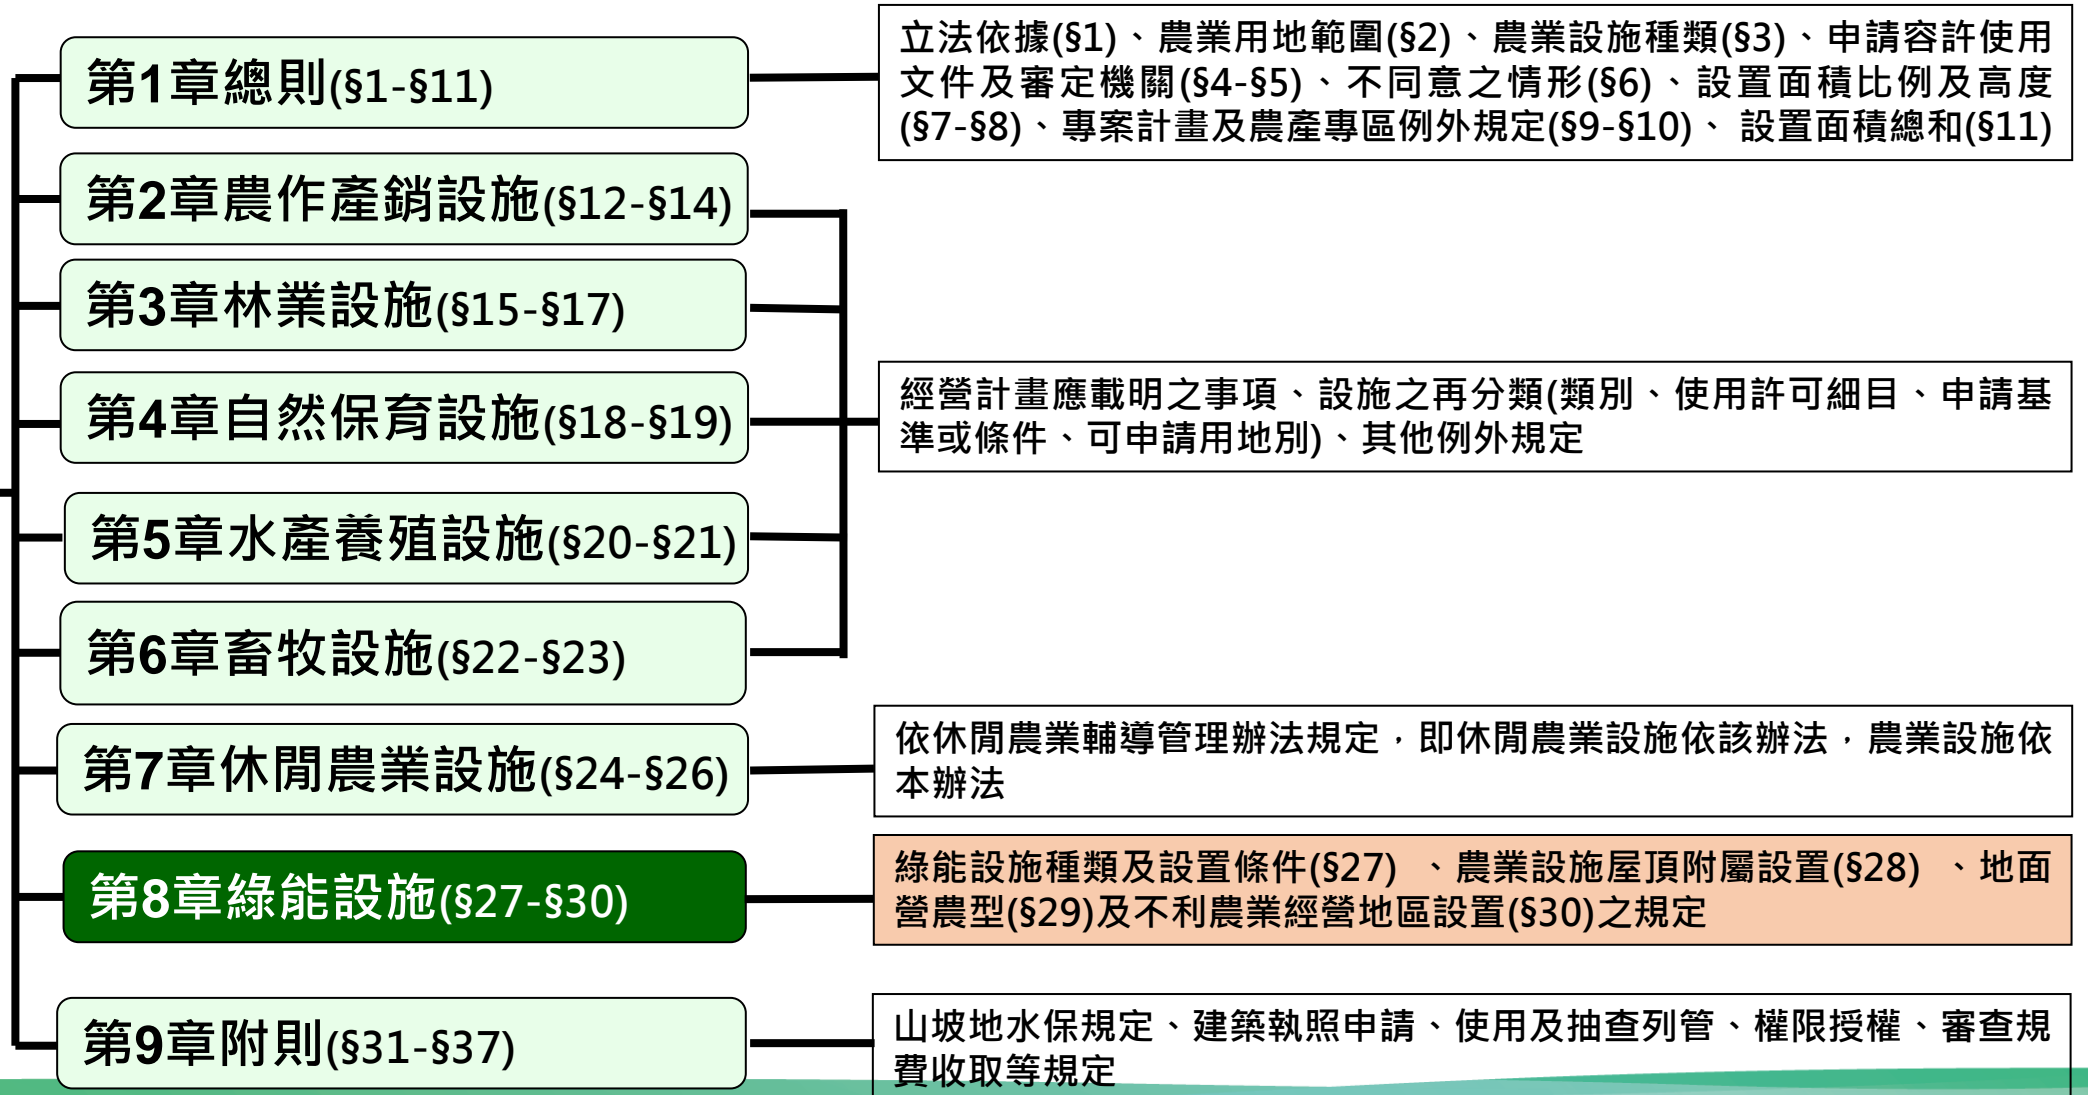 第1章總則(§1-§11)
立法依據(§1)、農業用地範圍(§2)、農業設施種類(§3)、申請容許使用
文件及審定機關(§4-§5)、不同意之情形(§6)、設置面積比例及高度
(§7-§8)、專案計畫及農產專區例外規定(§9-§10)、 設置面積總和(§11)
第2章農作產銷設施(§12-§14)
第3章林業設施(§15-§17)
第4章自然保育設施(§18-§19)
第5章水產養殖設施(§20-§21)
第6章畜牧設施(§22-§23)
經營計畫應載明之事項、設施之再分類(類別、使用許可細目、申請基
準或條件、可申請用地別)、其他例外規定
第7章休閒農業設施(§24-§26)
依休閒農業輔導管理辦法規定，即休閒農業設施依該辦法，農業設施依
本辦法
第8章綠能設施(§27-§30)
綠能設施種類及設置條件(§27) 、農業設施屋頂附屬設置(§28) 、地面
營農型(§29)及不利農業經營地區設置(§30)之規定
第9章附則(§31-§37)
山坡地水保規定、建築執照申請、使用及抽查列管、權限授權、審查規
費收取等規定